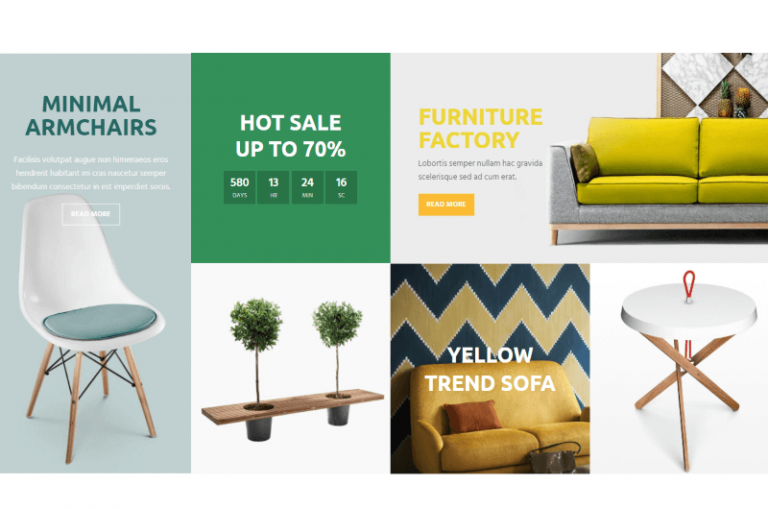 MINIMAL
ARMCHAIRS
Facilisis volutpat augue non himenaeos eros
hendrerit habitant mi cras nascetur semper
bibendum consectetur in est imperdiet socis.
READ MORE
HOT SALE
UP TO 70%
580 13 24 16
DAYS HR MIN SC
FURNITURE
FACTORY
Lobortis semper nullam hac gravida
scelerisque sed ad cum erat.
READ MORE
YELLOW
TREND SOFA